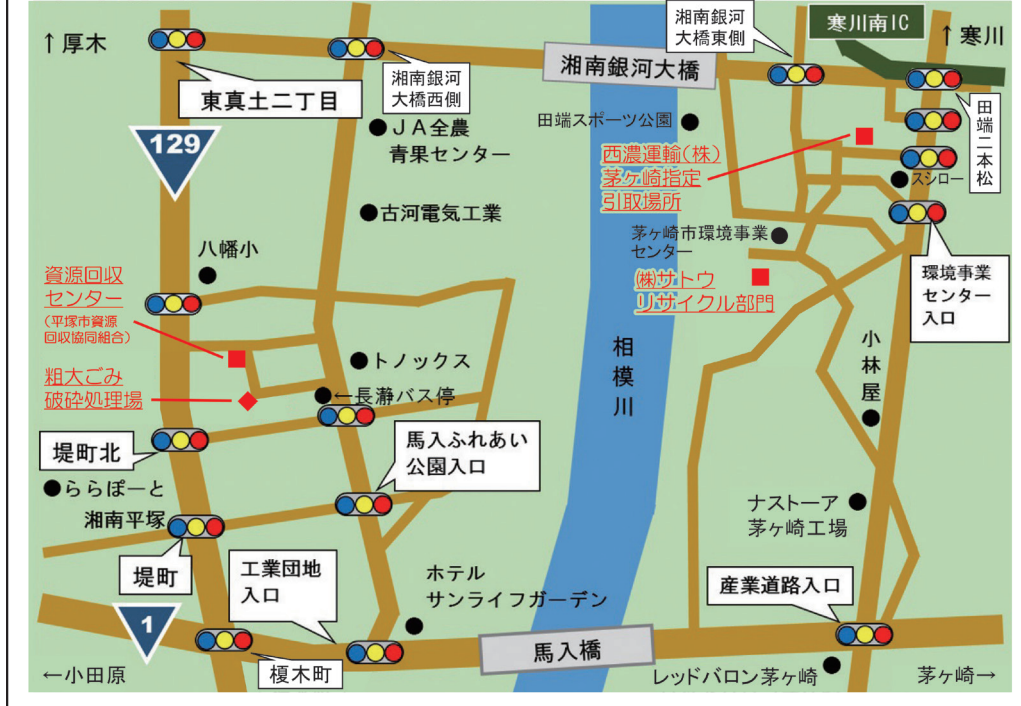 ↑厚木
東真土二丁目
129
湘南銀河
大橋西側
ＪＡ全農
青果センター
古河電気工業
八幡小
資源回収
センター
(平塚市資源
回収協同組合)
粗大ごみ
破砕処理場
トノックス
←長瀞バス停
堤町北
馬入ふれあい
公園入口
ららぽーと
湘南平塚
堤町
工業団地
入口
ホテル
サンライフガーデン
1
榎木町
←小田原
湘南銀河大橋
相模川
馬入橋
湘南銀河
大橋東側
寒川南IC
↑寒川
田端二本松
田端スポーツ公園
西濃運輸(株)
茅ヶ崎指定
引取場所
スシロー
茅ヶ崎市環境事業
センター
㈱サトウ
リサイクル部門
環境事業
センター
入口
小林屋
ナストーア
茅ヶ崎工場
産業道路入口
レッドバロン茅ヶ崎
茅ヶ崎→